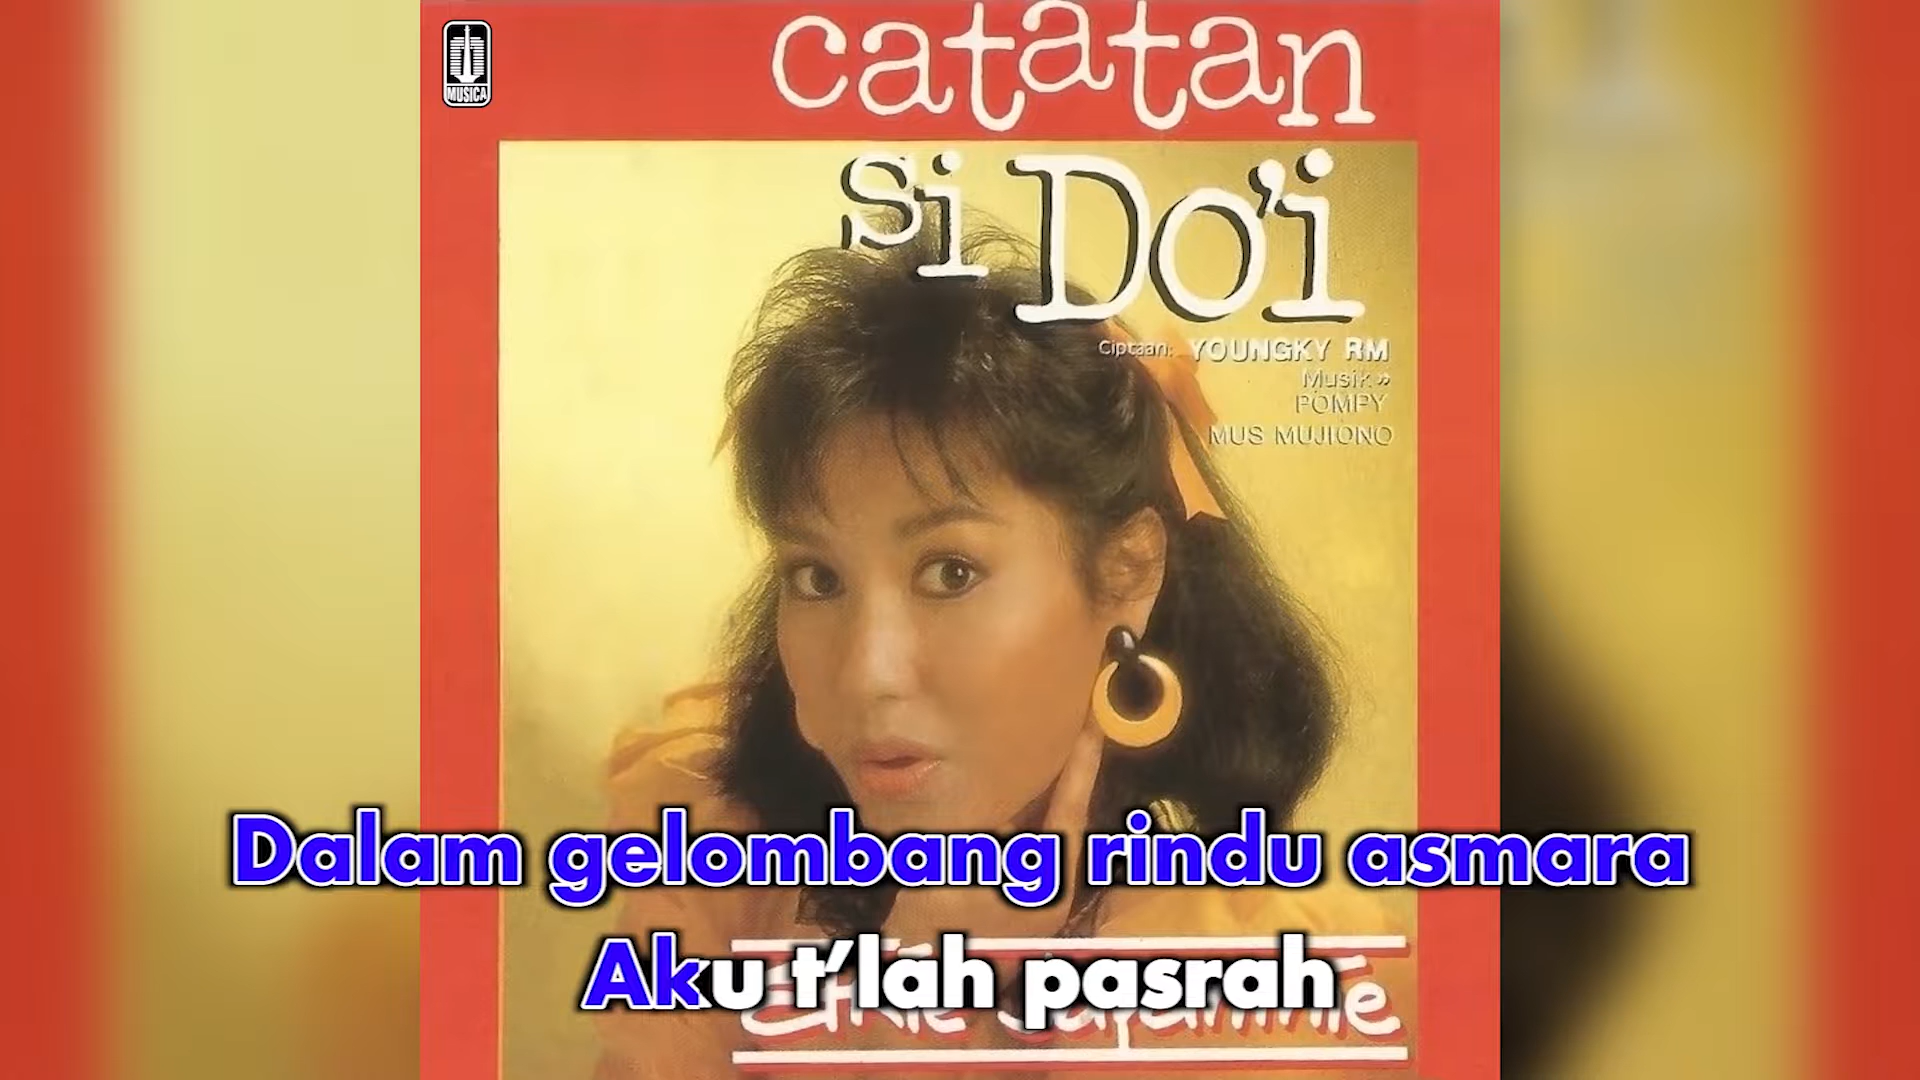 MUSICA
catatan
si Do'i
Ciptaan: YOUNGKY RM
Musik »
POMPY
MUS MUJIONO
Dalam gelombang rindu asmara
Aku t'lah pasrah